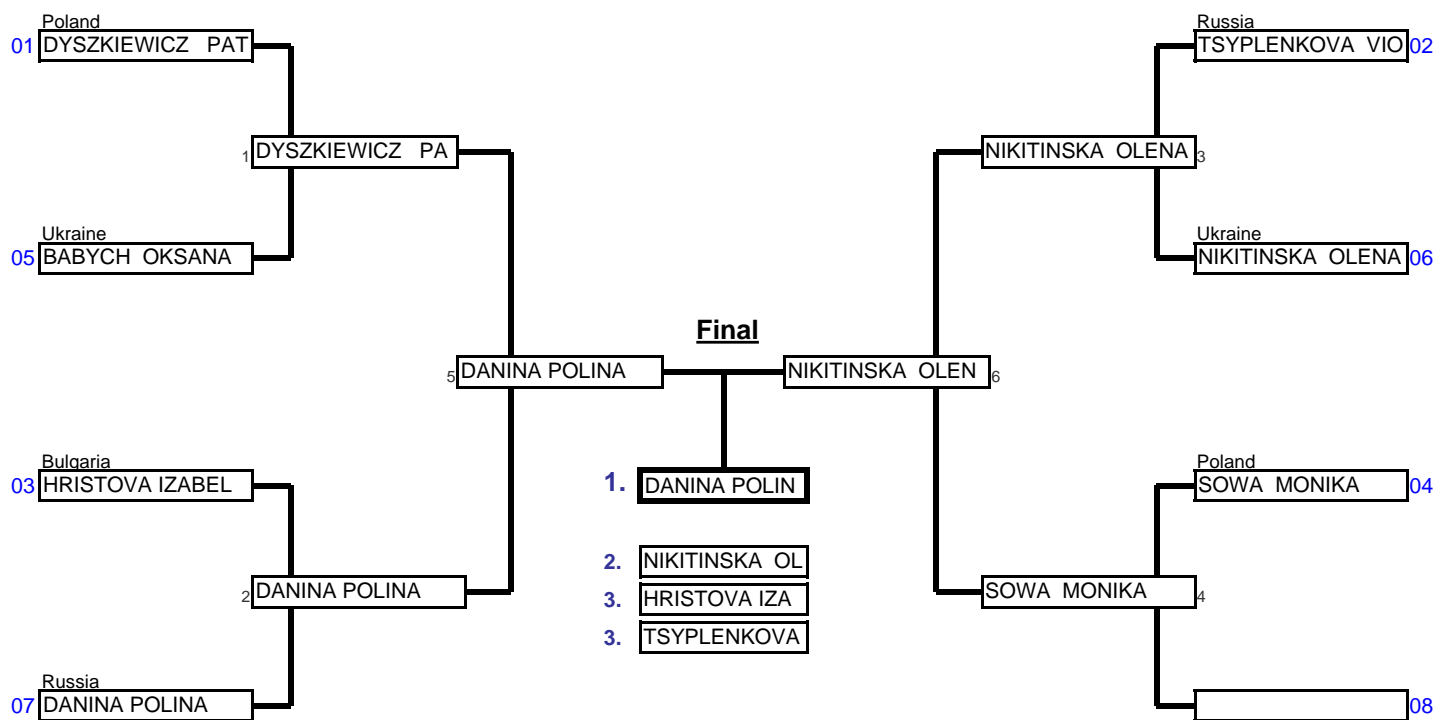 Poland
01 DYSZKIEWICZ PAT
Russia
TSYPLENKOVA VIO 02
1 DYSZKIEWICZ PA
NIKITINSKA OLENA 3
Ukraine
05 BABYCH OKSANA
Ukraine
NIKITINSKA OLENA 06
Final
5 DANINA POLINA
NIKITINSKA OLEN 6
Bulgaria
03 HRISTOVA IZABEL
1. DANINA POLIN
Poland
SOWA MONIKA 04
2. NIKITINSKA OL
3. HRISTOVA IZA
3. TSYPLENKOVA
2 DANINA POLINA
SOWA MONIKA 4
Russia
07 DANINA POLINA
08